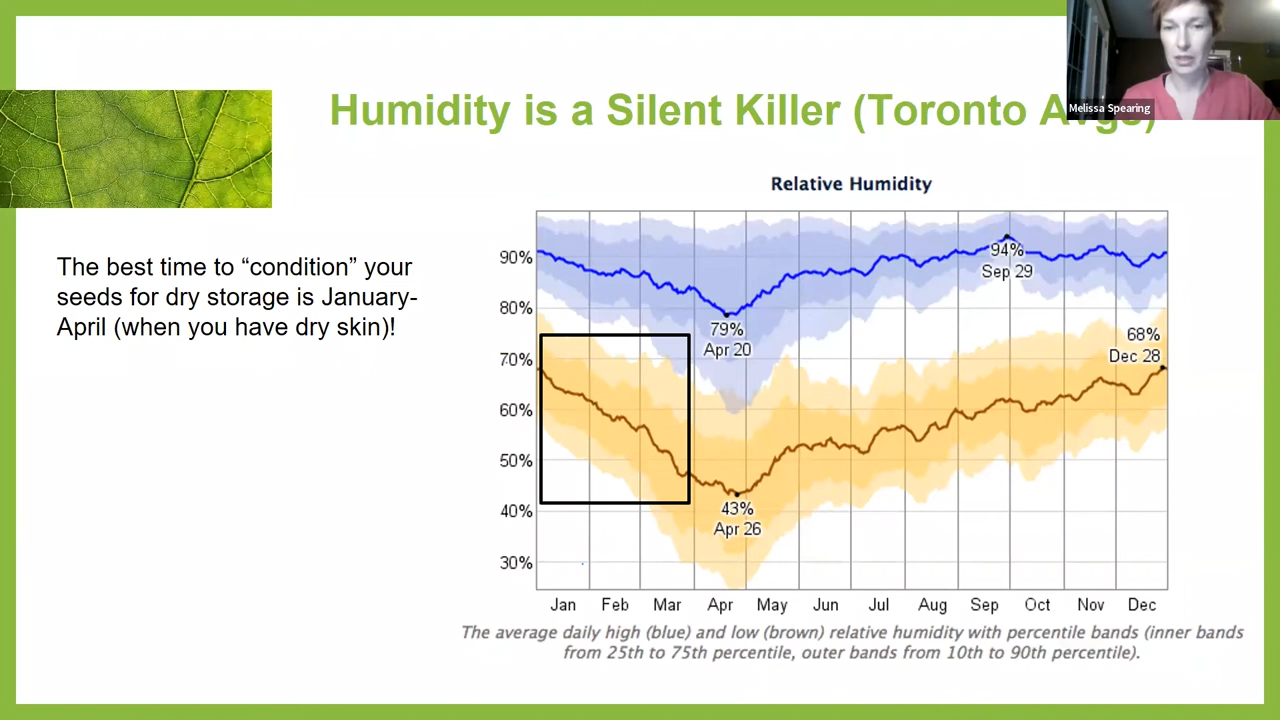 Melissa Spearing
Humidity is a Silent Killer (Toronto Avgs)
The best time to “condition” your
seeds for dry storage is January-
April (when you have dry skin)!
Relative Humidity
90%
80%
70%
60%
50%
40%
30%
94%
Sep 29
79%
Apr 20
68%
Dec 28
43%
Apr 26
Jan Feb Mar Apr May Jun Jul Aug Sep Oct Nov Dec
The average daily high (blue) and low (brown) relative humidity with percentile bands (inner bands
from 25th to 75th percentile, outer bands from 10th to 90th percentile).